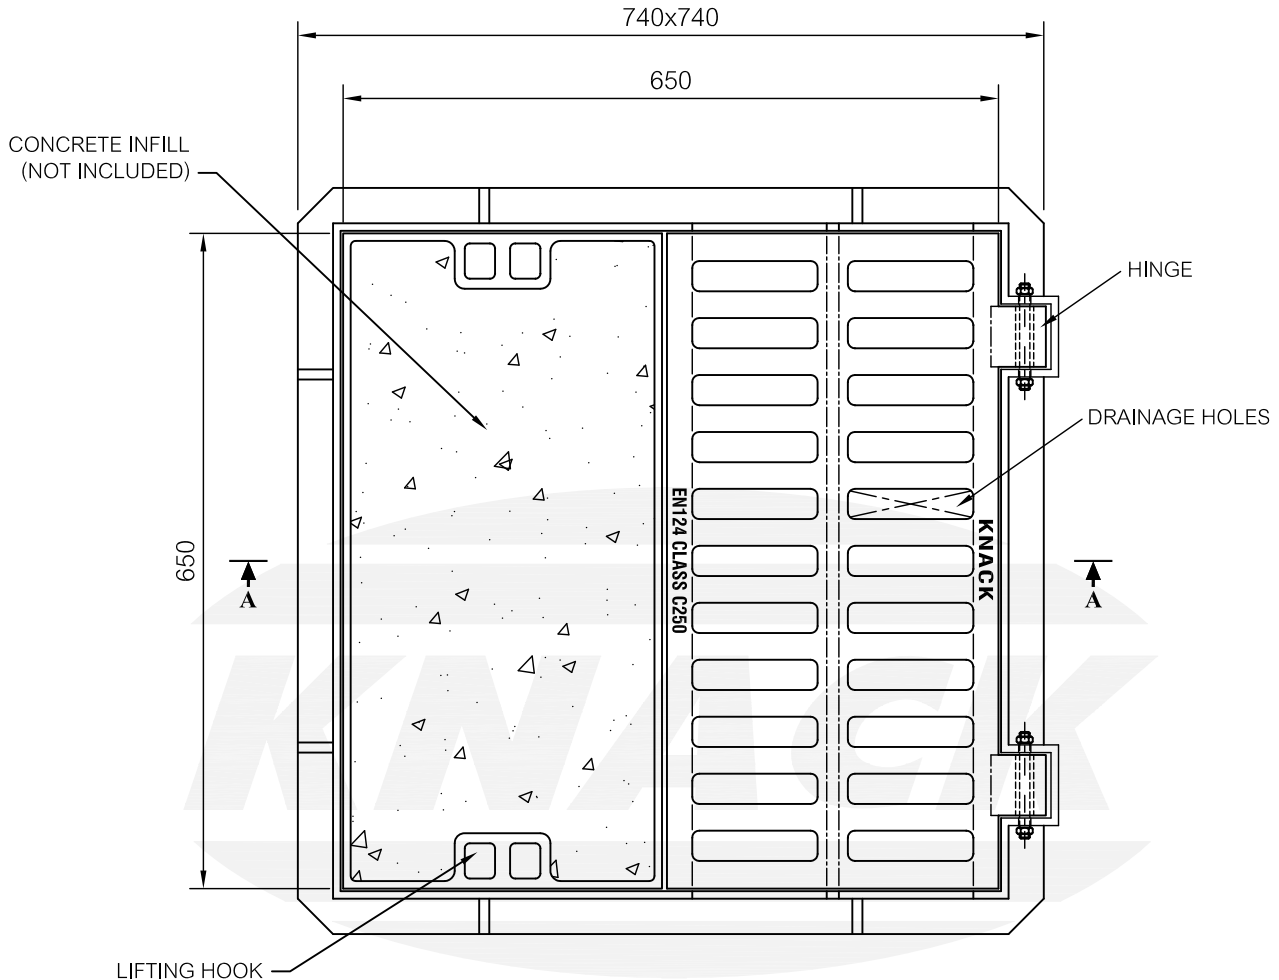 740x740
650
CONCRETE INFILL
(NOT INCLUDED)
HINGE
DRAINAGE HOLES
EN124 CLASS C250
KNACK
650
A
A
KNACK
LIFTING HOOK